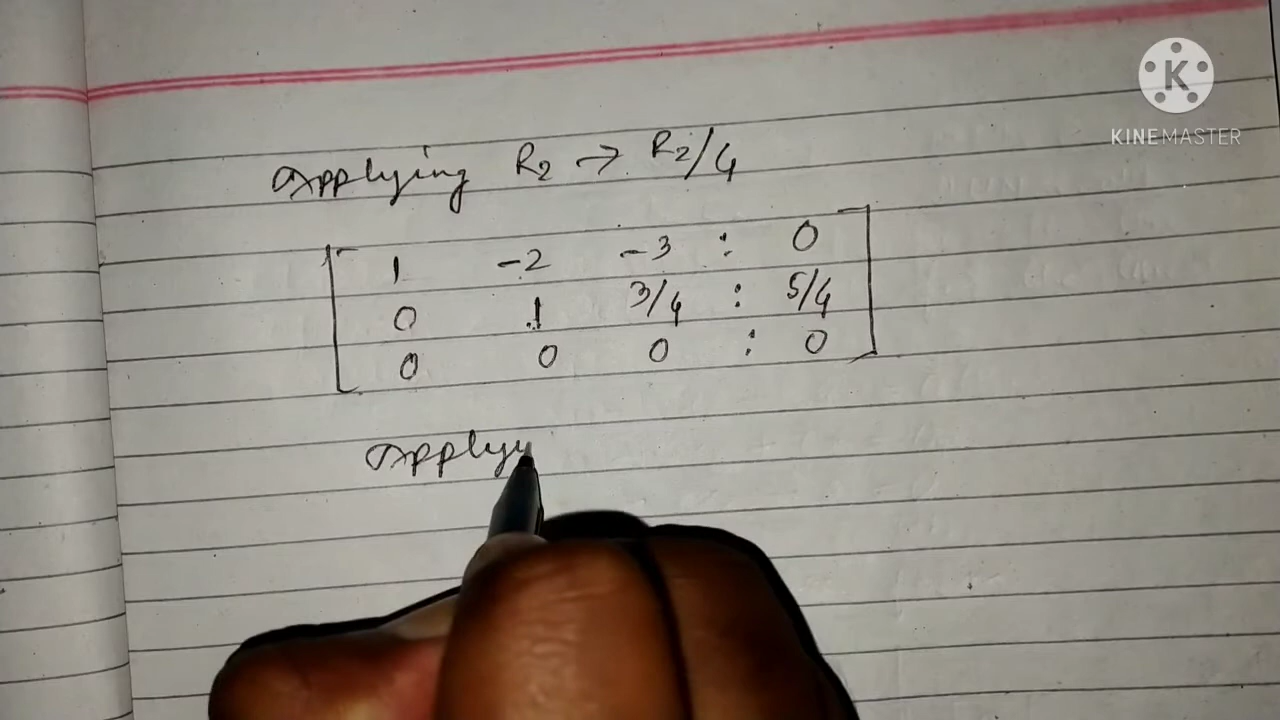 K
KINEMASTER
Applying R2 → R2/4
1 -2 -3 : 0
0 1 3/4 : 5/4
0 0 0 : 0
Applyi